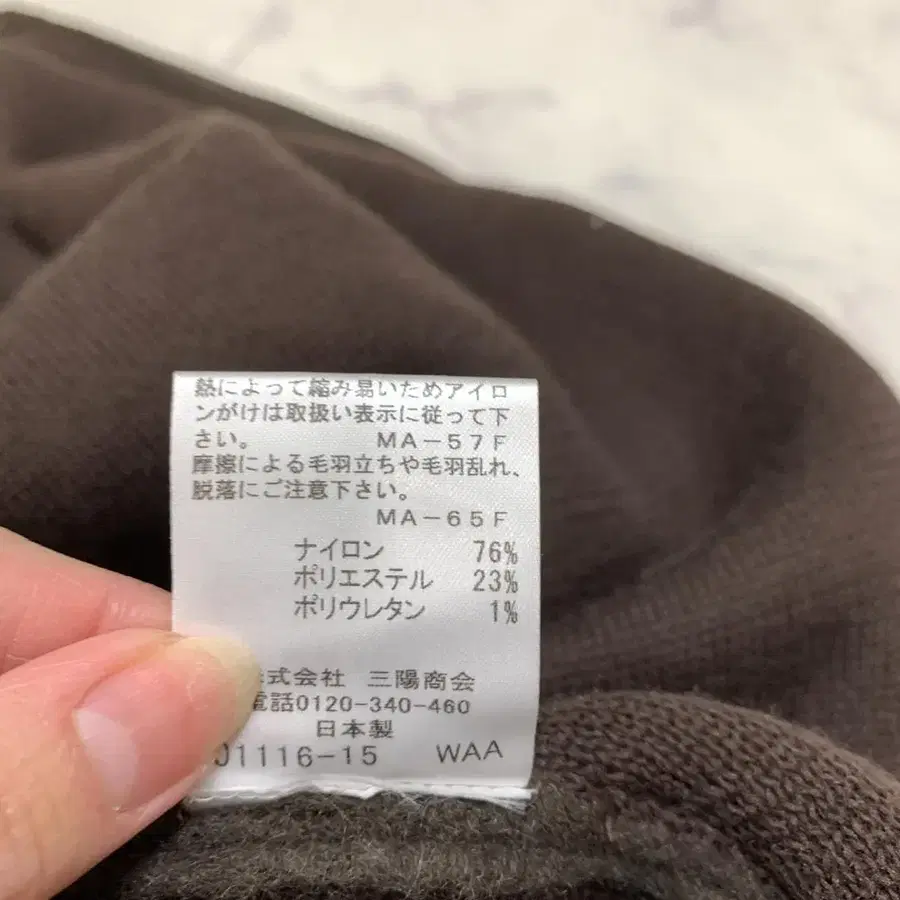 熱によって縮み易いためアイロ
ンがけは取扱い表示に従って下
さい。 MA-57F
摩擦による毛羽立ちや毛羽乱れ、
脱落にご注意下さい。
MA-65F
ナイロン 76%
ポリエステル 23%
ポリウレタン 1%
式会社 三陽商会
電話0120-340-460
日本製
01116-15 WAA